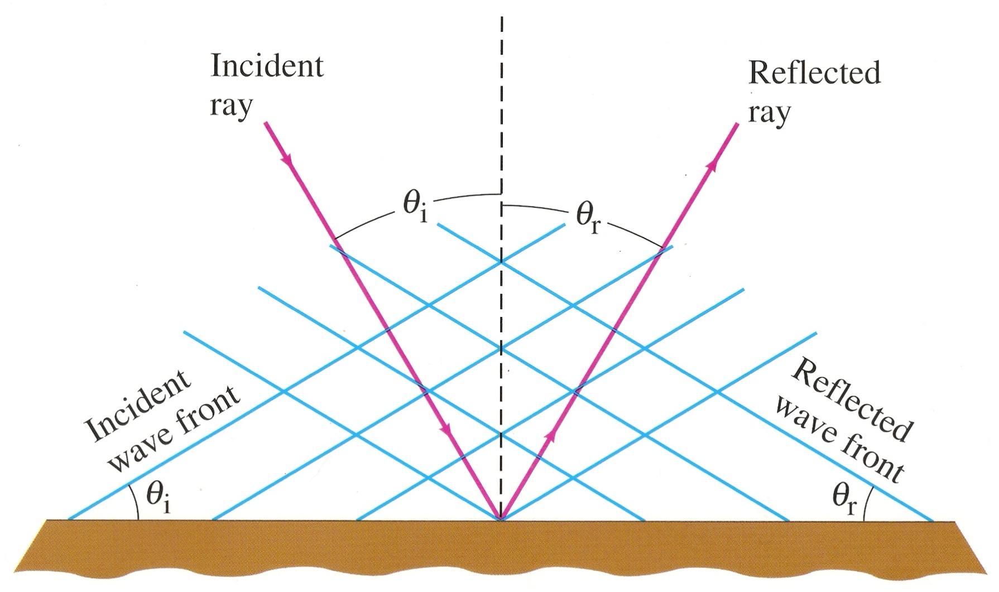 Incident
ray
Reflected
ray
θi
θr
Incident
wave front
Reflected
wave front
θi
θr